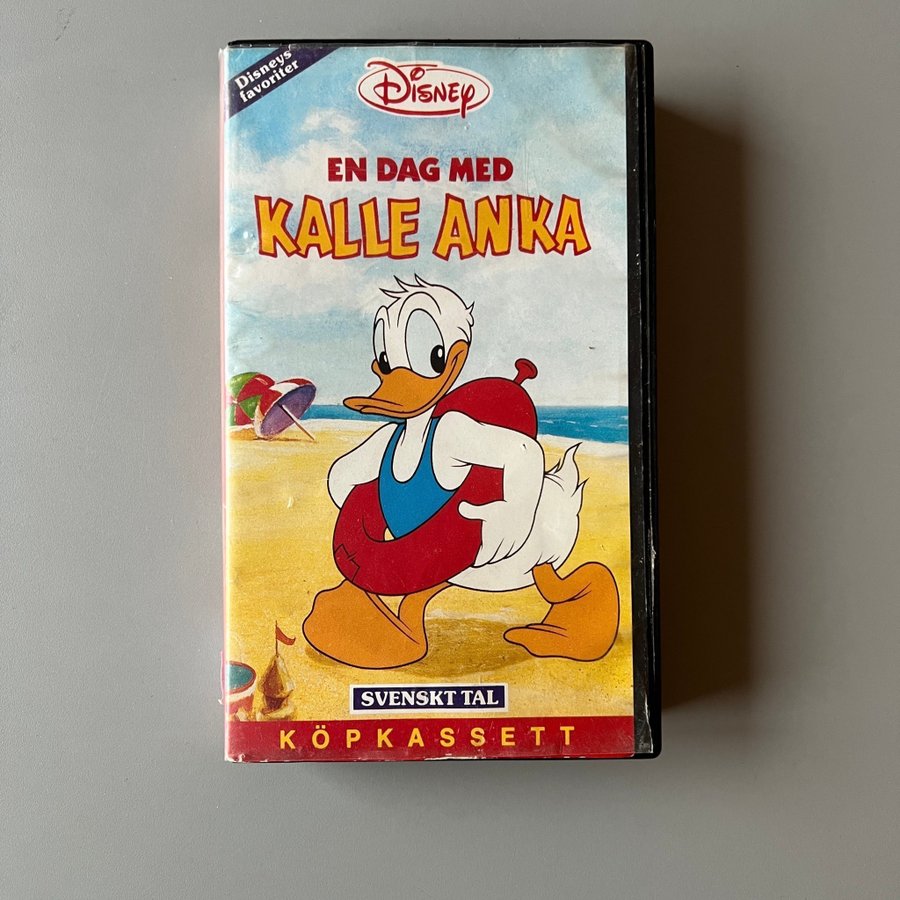 Disneys
favoriter
Disney
EN DAG MED
KALLE ANKA
SVENSKT TAL
KÖPKASSETT